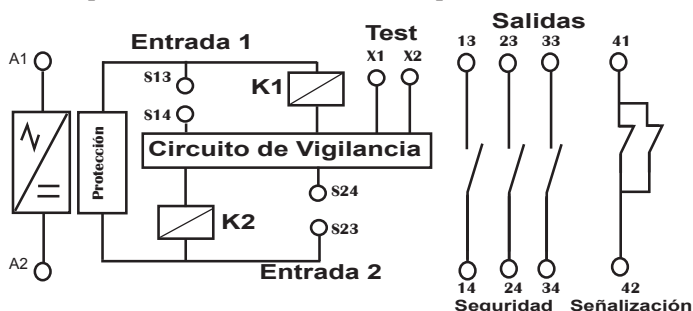 Salidas
Test
Entrada 1
X1 X2
13 23 33 41
A1
S13
K1
S14
Protección
Circuito de Vigilancia
S24
K2
S23
A2
Entrada 2
14 24 34 42
Seguridad Señalización